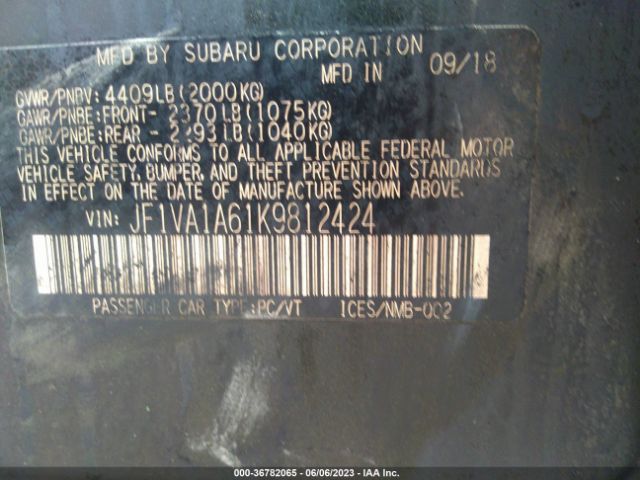 MFD BY SUBARU CORPORATION
MFD IN 09/18
GVWR/PNBV: 4409LB(2000KG)
GAWR/PNBE:FRONT- 2370LB(1075KG)
GAWR/PNBE:REAR - 2293LB(1040KG)
THIS VEHICLE CONFORMS TO ALL APPLICABLE FEDERAL MOTOR
VEHICLE SAFETY, BUMPER, AND THEFT PREVENTION STANDARDS
IN EFFECT ON THE DATE OF MANUFACTURE SHOWN ABOVE.
VIN: JF1VA1A61K9812424
PASSENGER CAR TYPE:PC/VT ICES/NMB-002
000-36782065 - 06/06/2023 - IAA Inc.